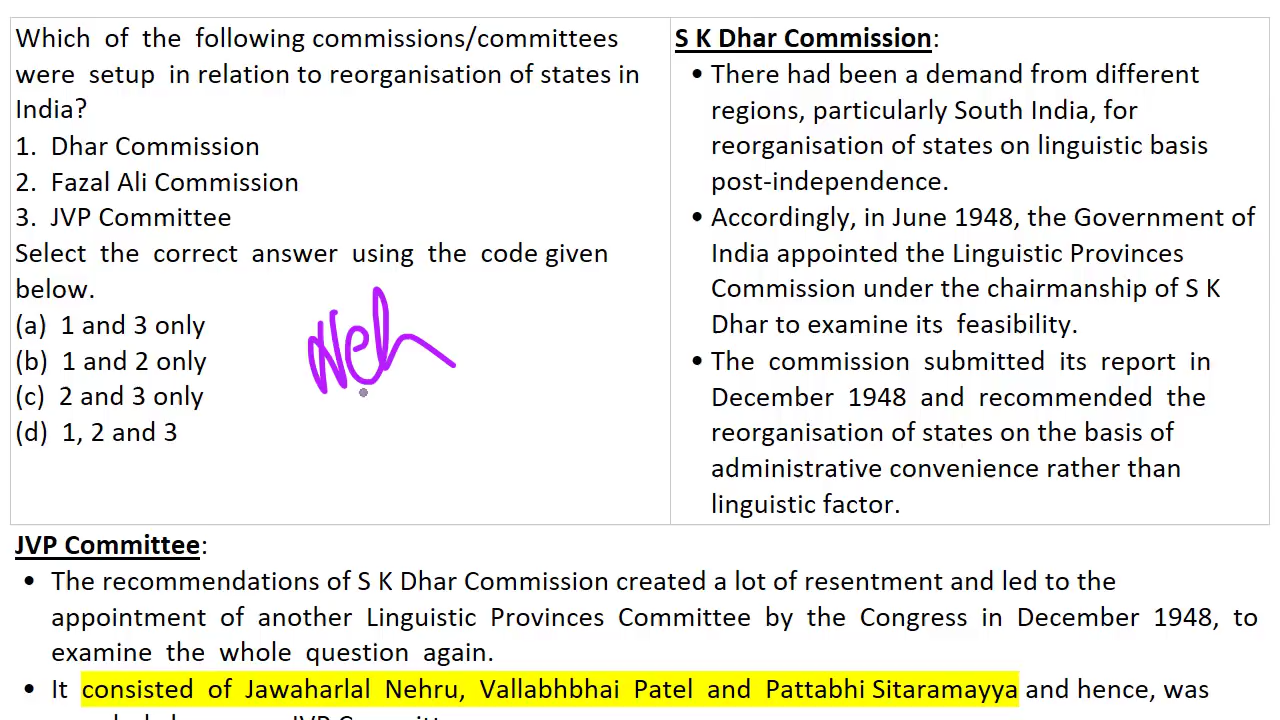 Which of the following commissions/committees
were setup in relation to reorganisation of states in
India?
1. Dhar Commission
2. Fazal Ali Commission
3. JVP Committee
Select the correct answer using the code given
below.
(a) 1 and 3 only
(b) 1 and 2 only
(c) 2 and 3 only
(d) 1, 2 and 3
Neh
S K Dhar Commission:
• There had been a demand from different
regions, particularly South India, for
reorganisation of states on linguistic basis
post-independence.
• Accordingly, in June 1948, the Government of
India appointed the Linguistic Provinces
Commission under the chairmanship of S K
Dhar to examine its feasibility.
• The commission submitted its report in
December 1948 and recommended the
reorganisation of states on the basis of
administrative convenience rather than
linguistic factor.
JVP Committee:
• The recommendations of S K Dhar Commission created a lot of resentment and led to the
appointment of another Linguistic Provinces Committee by the Congress in December 1948, to
examine the whole question again.
• It consisted of Jawaharlal Nehru, Vallabhbhai Patel and Pattabhi Sitaramayya and hence, was